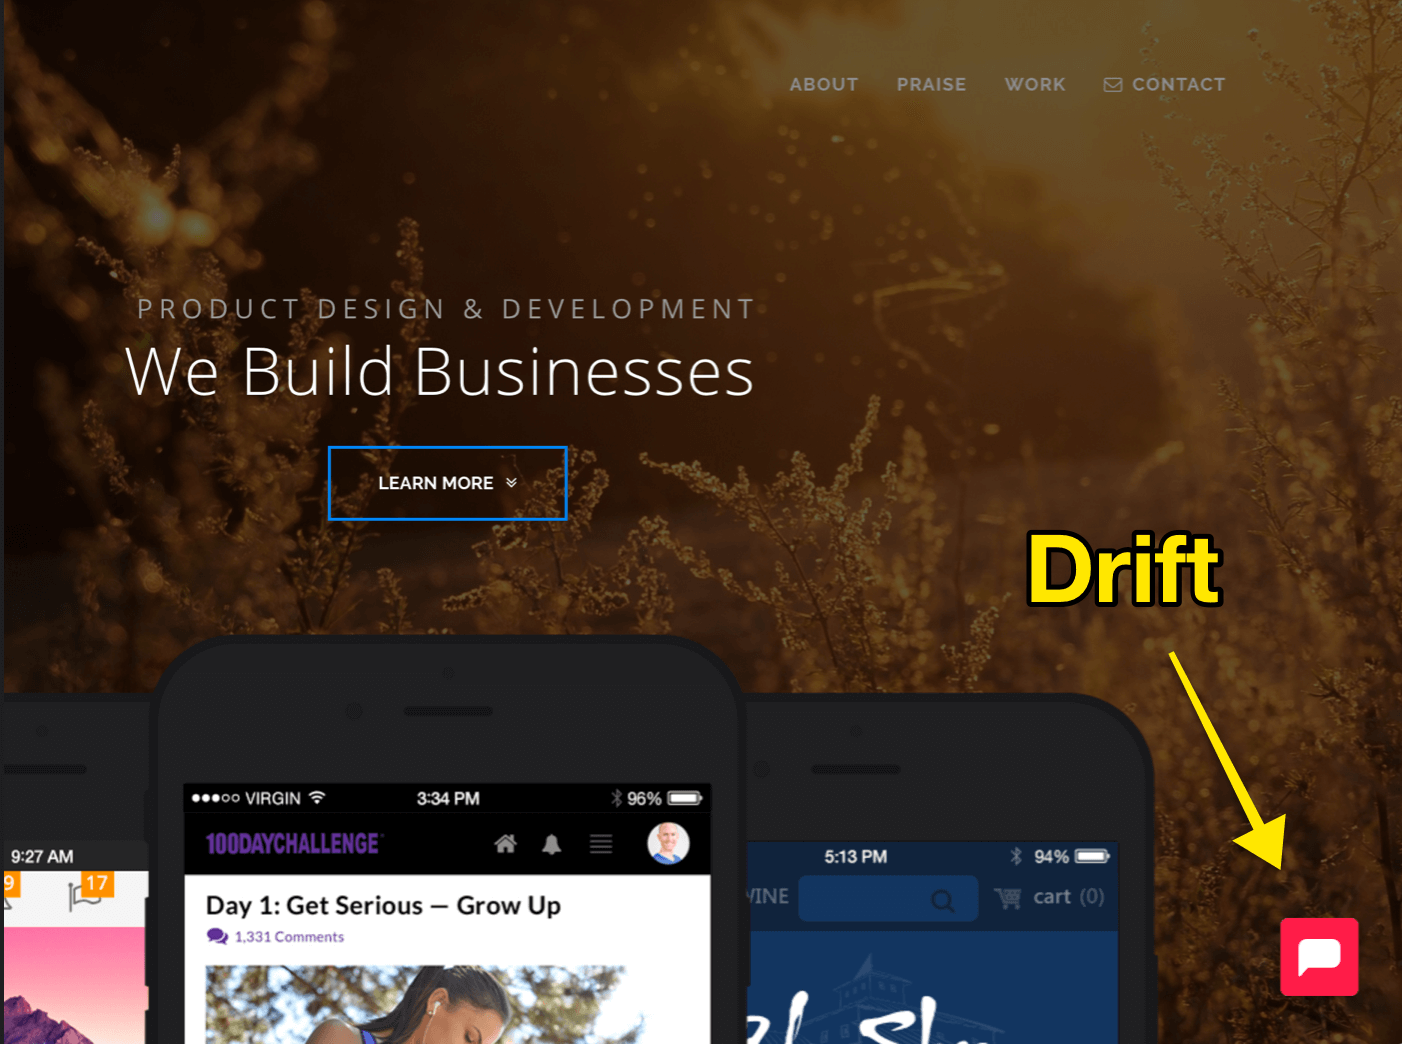 ABOUT PRAISE WORK CONTACT
PRODUCT DESIGN & DEVELOPMENT
We Build Businesses
LEARN MORE
Drift
VIRGIN 3:34 PM 96%
100DAYCHALLENGE
9:27 AM
5:13 PM 94%
9 17
cart (0)
Day 1: Get Serious — Grow Up
1,331 Comments